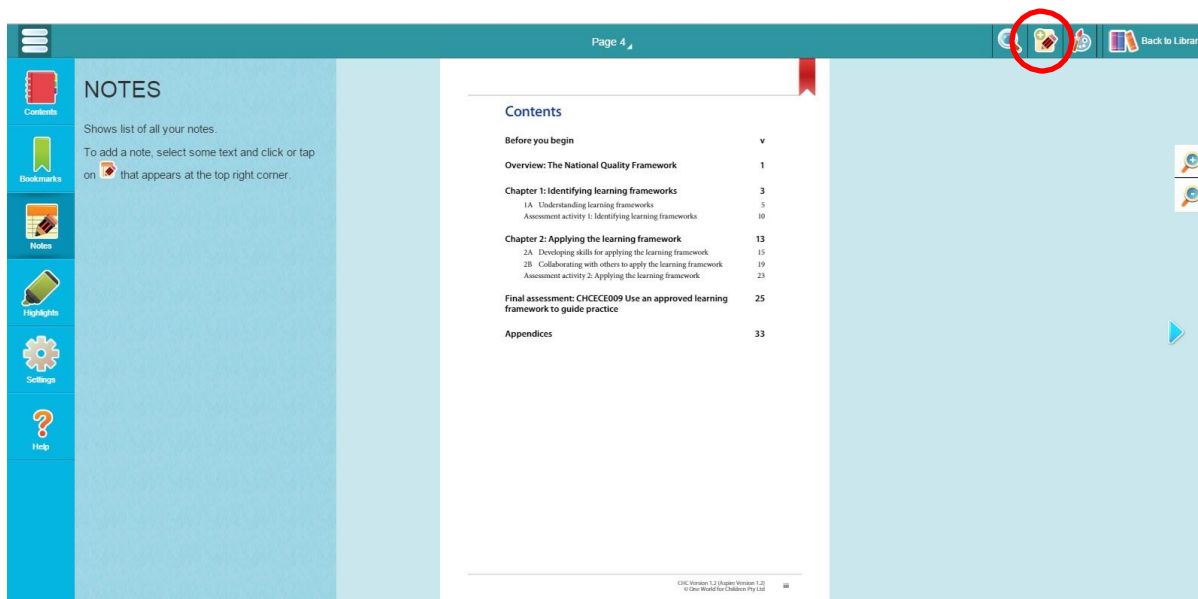 Page 4
Back to Librar
Contents
Bookmarks
Notes
Highlights
Settings
Help
NOTES
Shows list of all your notes.
To add a note, select some text and click or tap
on that appears at the top right corner.
Contents
Before you begin v
Overview: The National Quality Framework 1
Chapter 1: Identifying learning frameworks 3
1A Understanding learning frameworks 5
Assessment activity 1: Identifying learning frameworks 10
Chapter 2: Applying the learning framework 13
2A Developing skills for applying the learning framework 15
2B Collaborating with others to apply the learning framework 19
Assessment activity 2: Applying the learning framework 23
Final assessment: CHCECE009 Use an approved learning 25
framework to guide practice
Appendices 33
CHC Version 1.2 (Aspire Version 1.2)
© One World for Children Pty Ltd iii